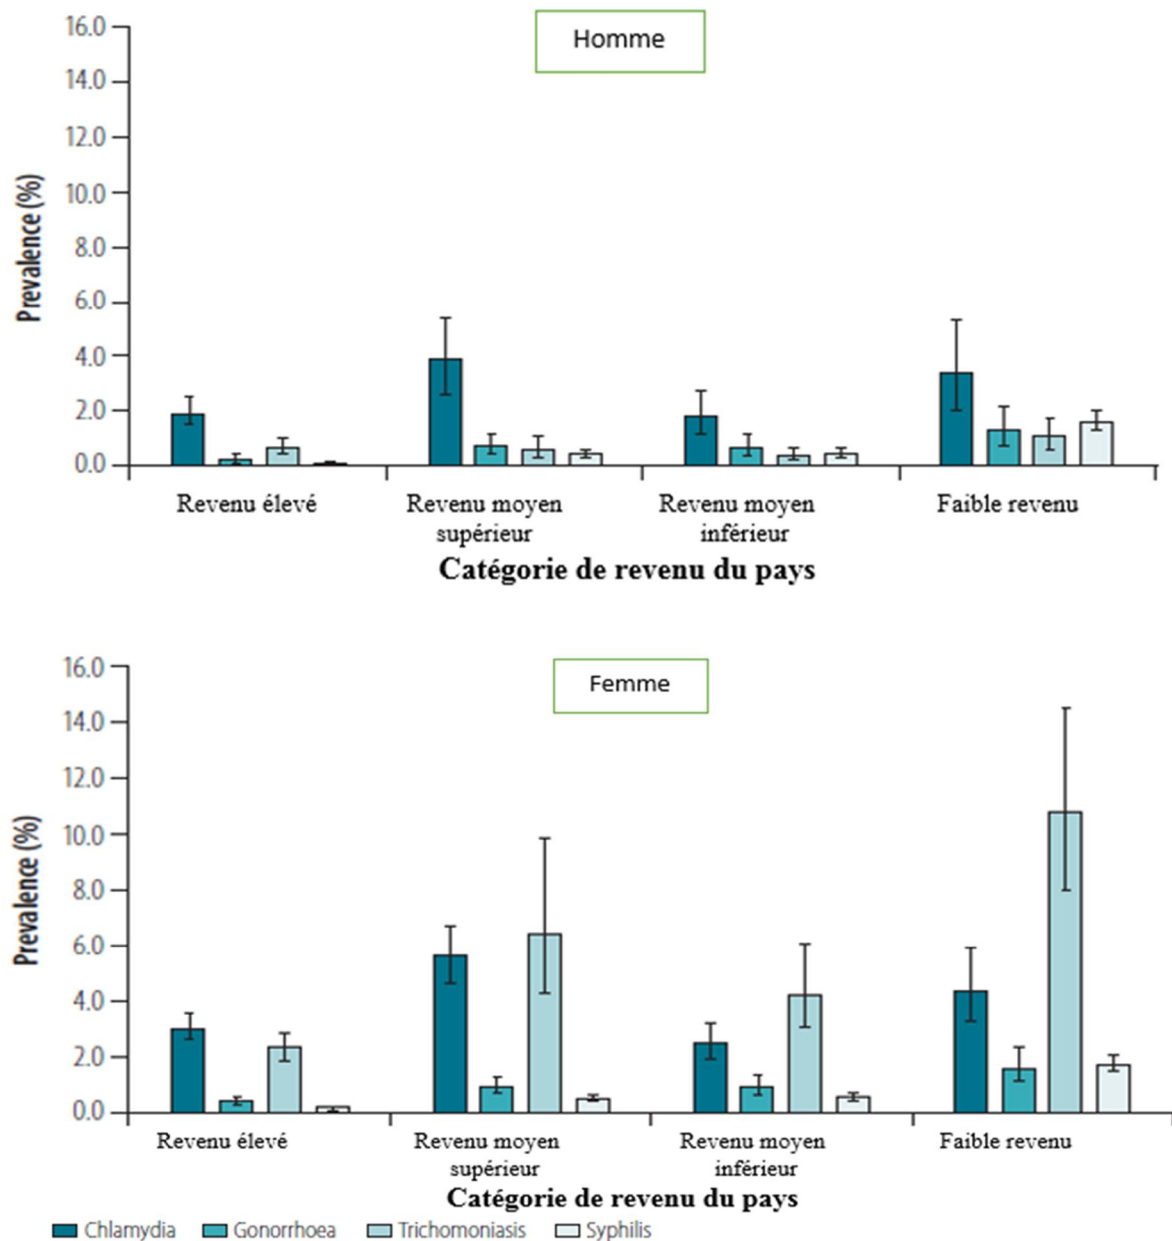 Homme
Prevalence (%)
16.0
14.0
12.0
10.0
8.0
6.0
4.0
2.0
0.0
Revenu élevé Revenu moyen supérieur Revenu moyen inférieur Faible revenu
Catégorie de revenu du pays
Femme
Prevalence (%)
16.0
14.0
12.0
10.0
8.0
6.0
4.0
2.0
0.0
Revenu élevé Revenu moyen supérieur Revenu moyen inférieur Faible revenu
Catégorie de revenu du pays
Chlamydia Gonorrhoea Trichomoniasis Syphilis